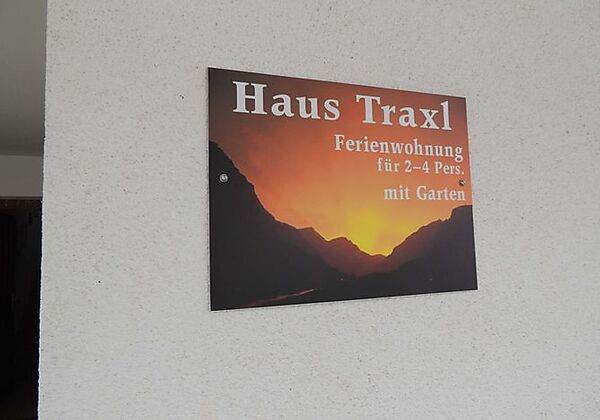 Haus Traxl
Ferienwohnung
für 2–4 Pers.
mit Garten